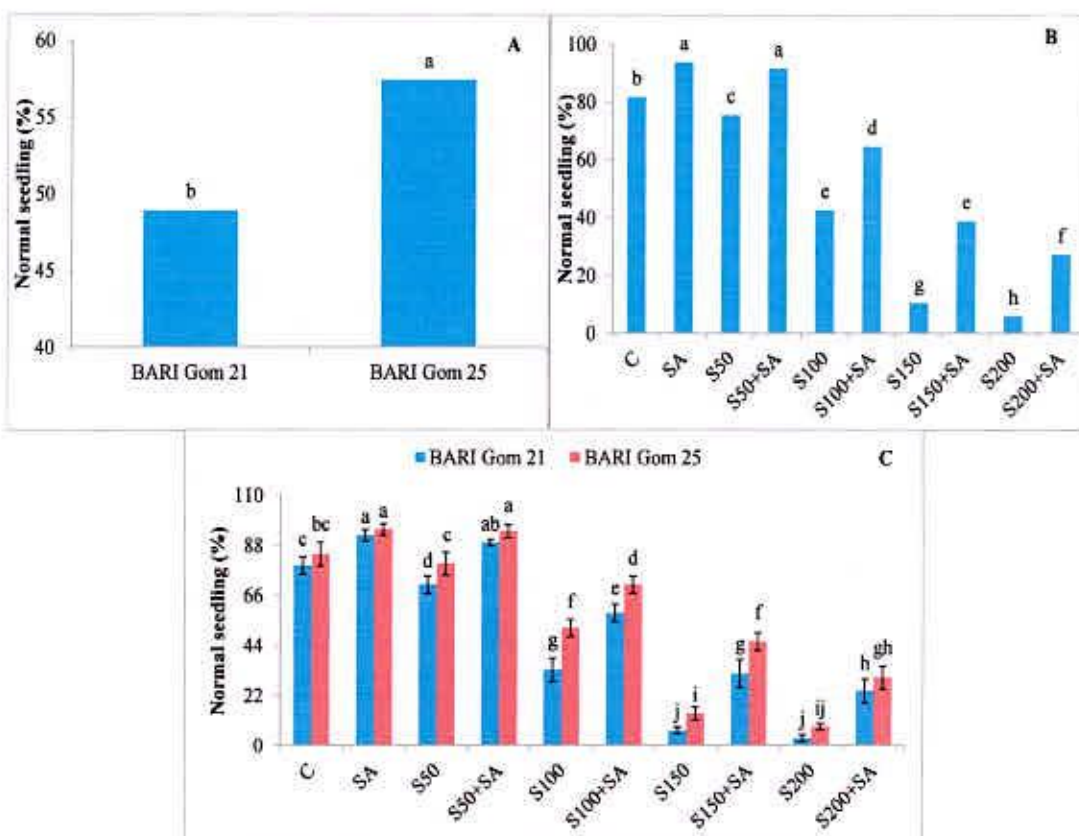 A
Normal seedling (%)
60
55
50
45
40
b
a
BARI Gom 21
BARI Gom 25
B
Normal seedling (%)
100
80
60
40
20
0
b
a
c
a
e
d
g
e
h
f
C
SA
S50
S50+SA
S100
S100+SA
S150
S150+SA
S200
S200+SA
BARI Gom 21
BARI Gom 25
C
Normal seedling (%)
110
88
66
44
22
0
c
bc
a
a
d
c
ab
a
g
f
e
d
j
i
g
f
j
ij
h
gh
C
SA
S50
S50+SA
S100
S100+SA
S150
S150+SA
S200
S200+SA